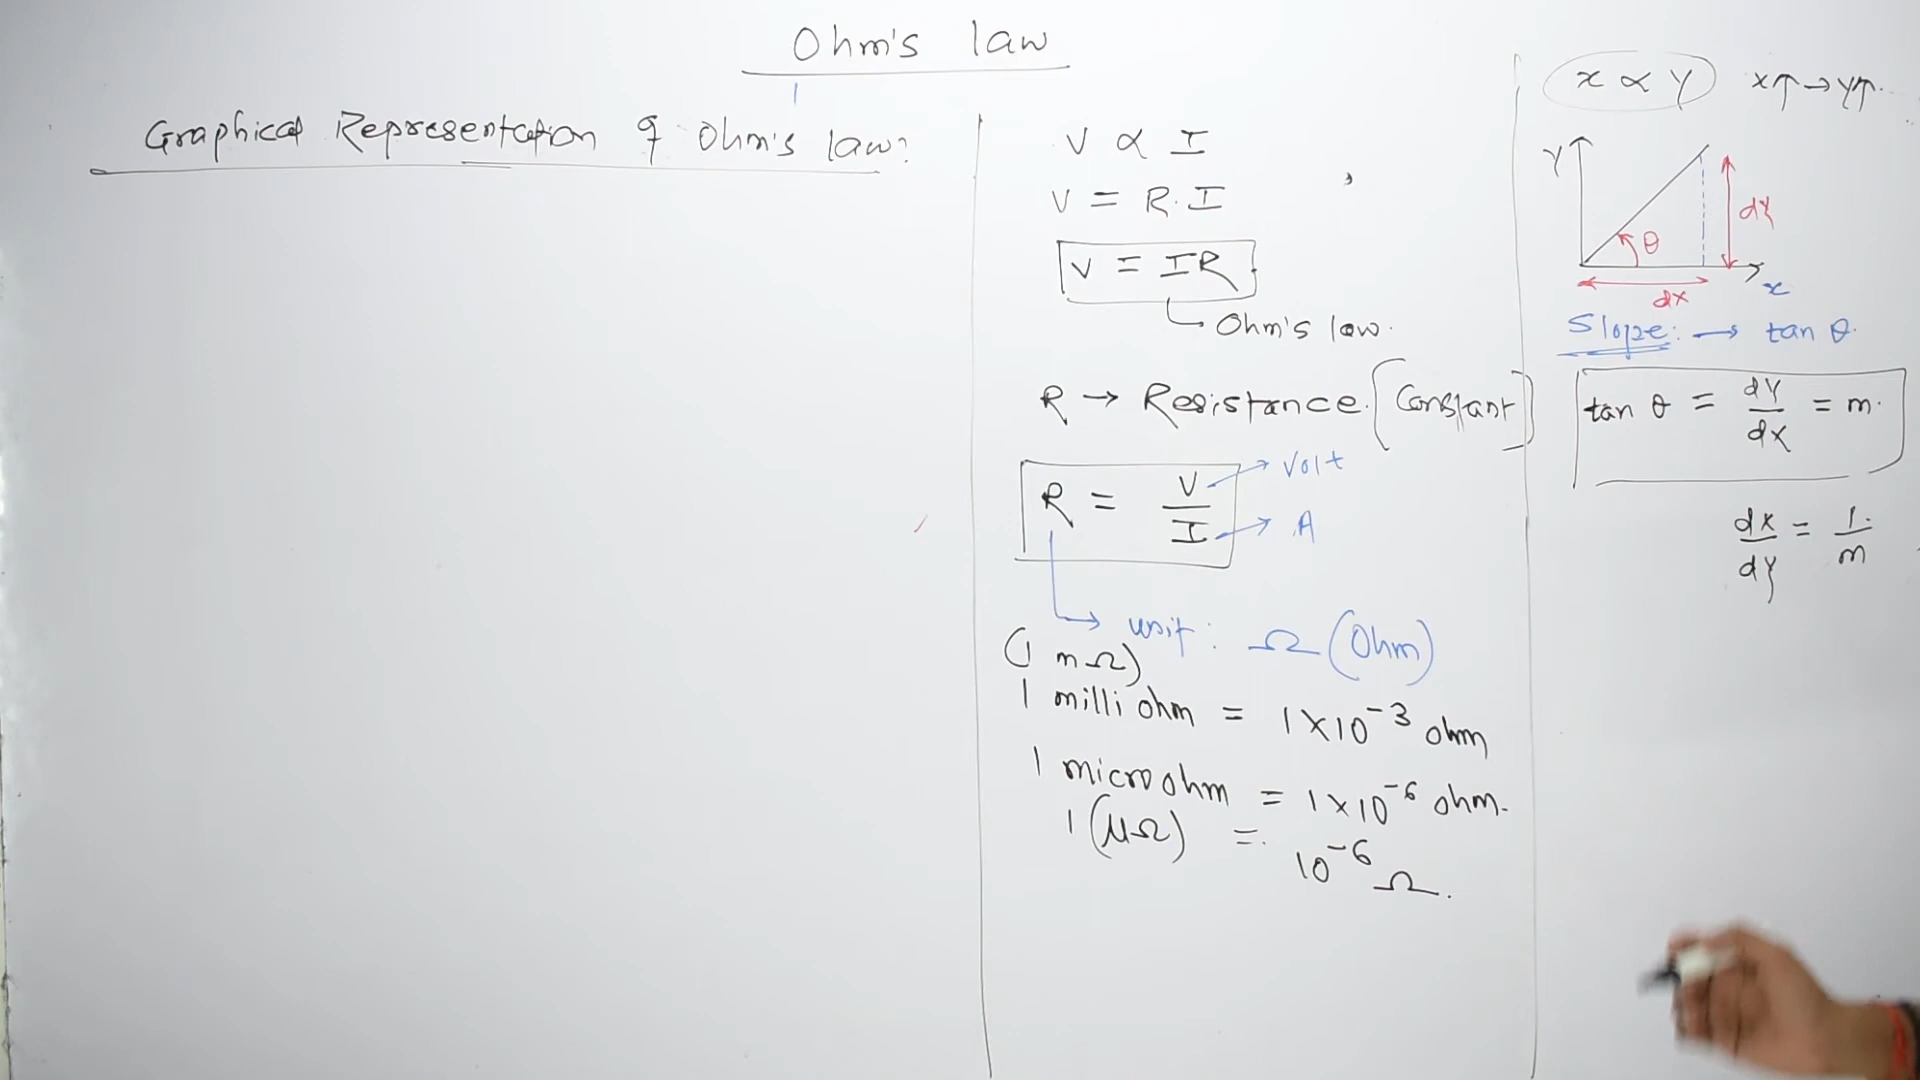 Ohm's law
Graphical Representation of Ohm's law:
V ∝ I
V = R.I
V = IR
Ohm's law.
R → Resistance. [Constant]
R = V/I
Volt
A
unit: Ω (Ohm)
(1 mΩ)
1 milli ohm = 1×10⁻³ ohm
1 micro ohm = 1×10⁻⁶ ohm.
1 (μΩ) = 10⁻⁶ Ω.
x ∝ y x↑→y↑.
Y
dy
θ
dx
x
Slope: → tan θ.
tan θ = dy/dx = m.
dx/dy = 1/m